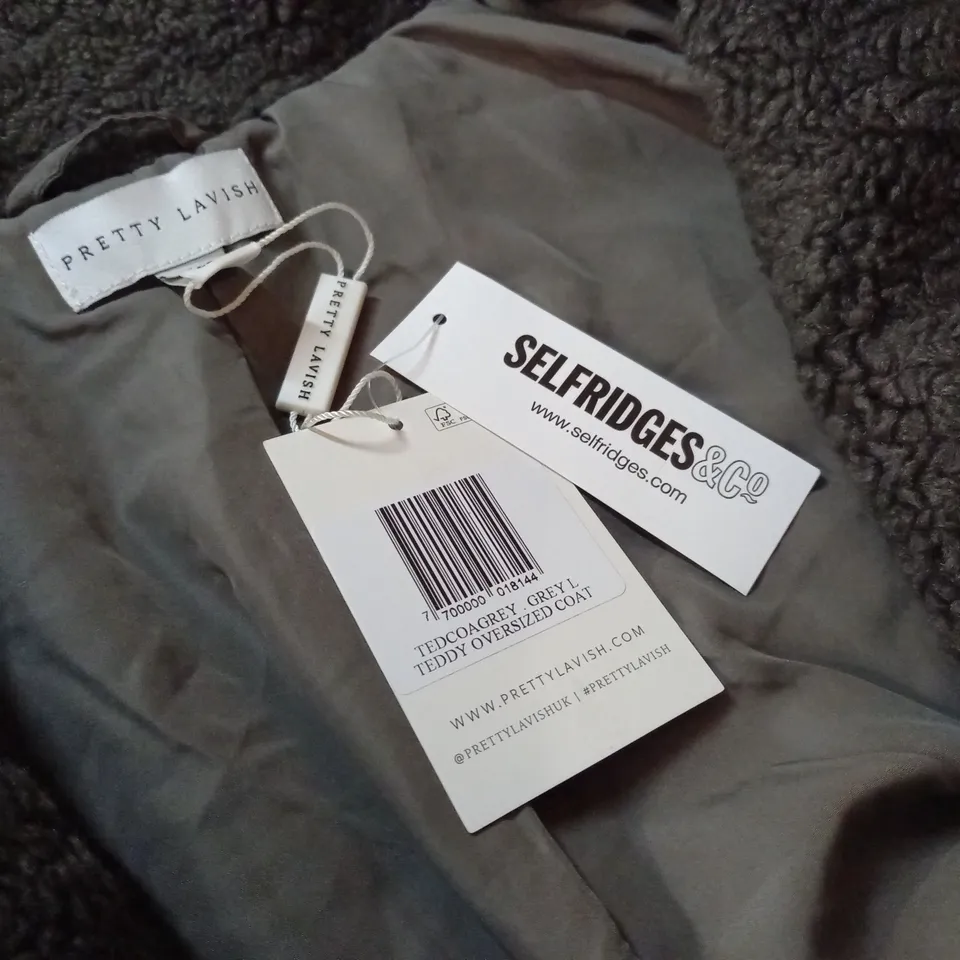 PRETTY LAVISH
PRETTY LAVISH
SELFRIDGES&Co
www.selfridges.com
FSC
7 700000 018144
TEDCOAGREY . GREY L
TEDDY OVERSIZED COAT
WWW.PRETTYLAVISH.COM
@PRETTYLAVISHUK | #PRETTYLAVISH